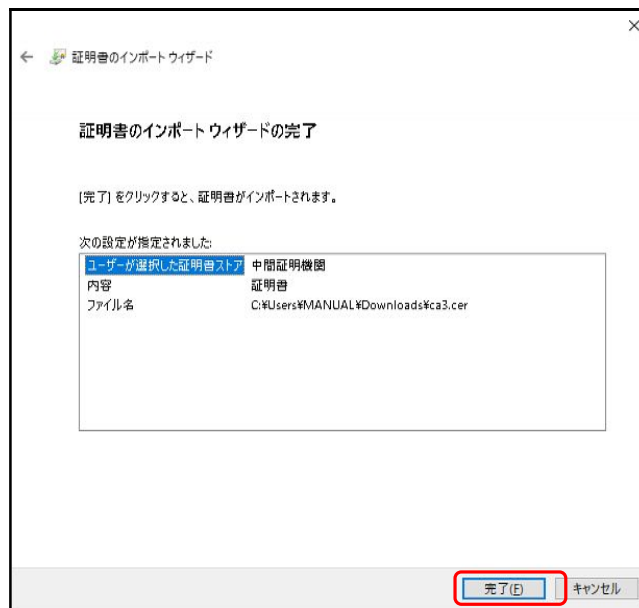 証明書のインポート ウィザード
証明書のインポート ウィザードの完了
[完了] をクリックすると、証明書がインポートされます。
次の設定が指定されました:
ユーザーが選択した証明書ストア 中間証明機関
内容 証明書
ファイル名 C:¥Users¥MANUAL¥Downloads¥ca3.cer
完了(F) キャンセル